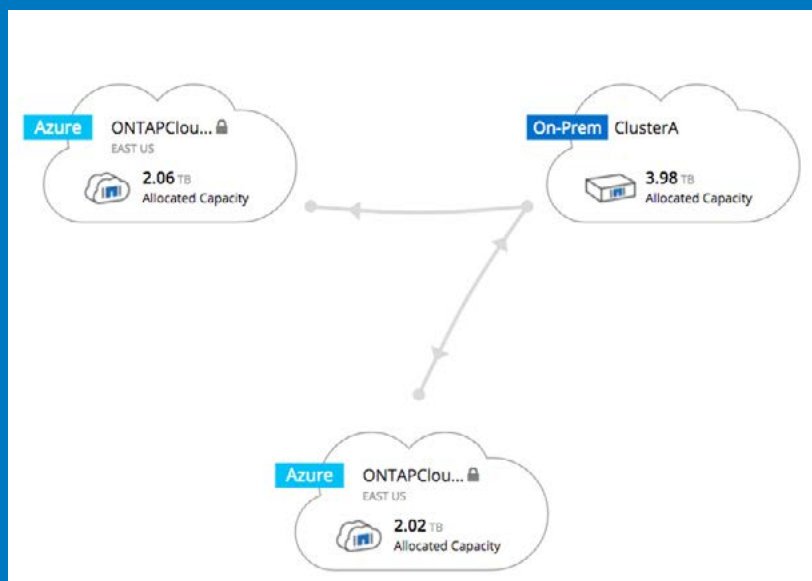 Azure
ONTAPClou...
EAST US
2.06 TB
Allocated Capacity
On-Prem
ClusterA
3.98 TB
Allocated Capacity
Azure
ONTAPClou...
EAST US
2.02 TB
Allocated Capacity